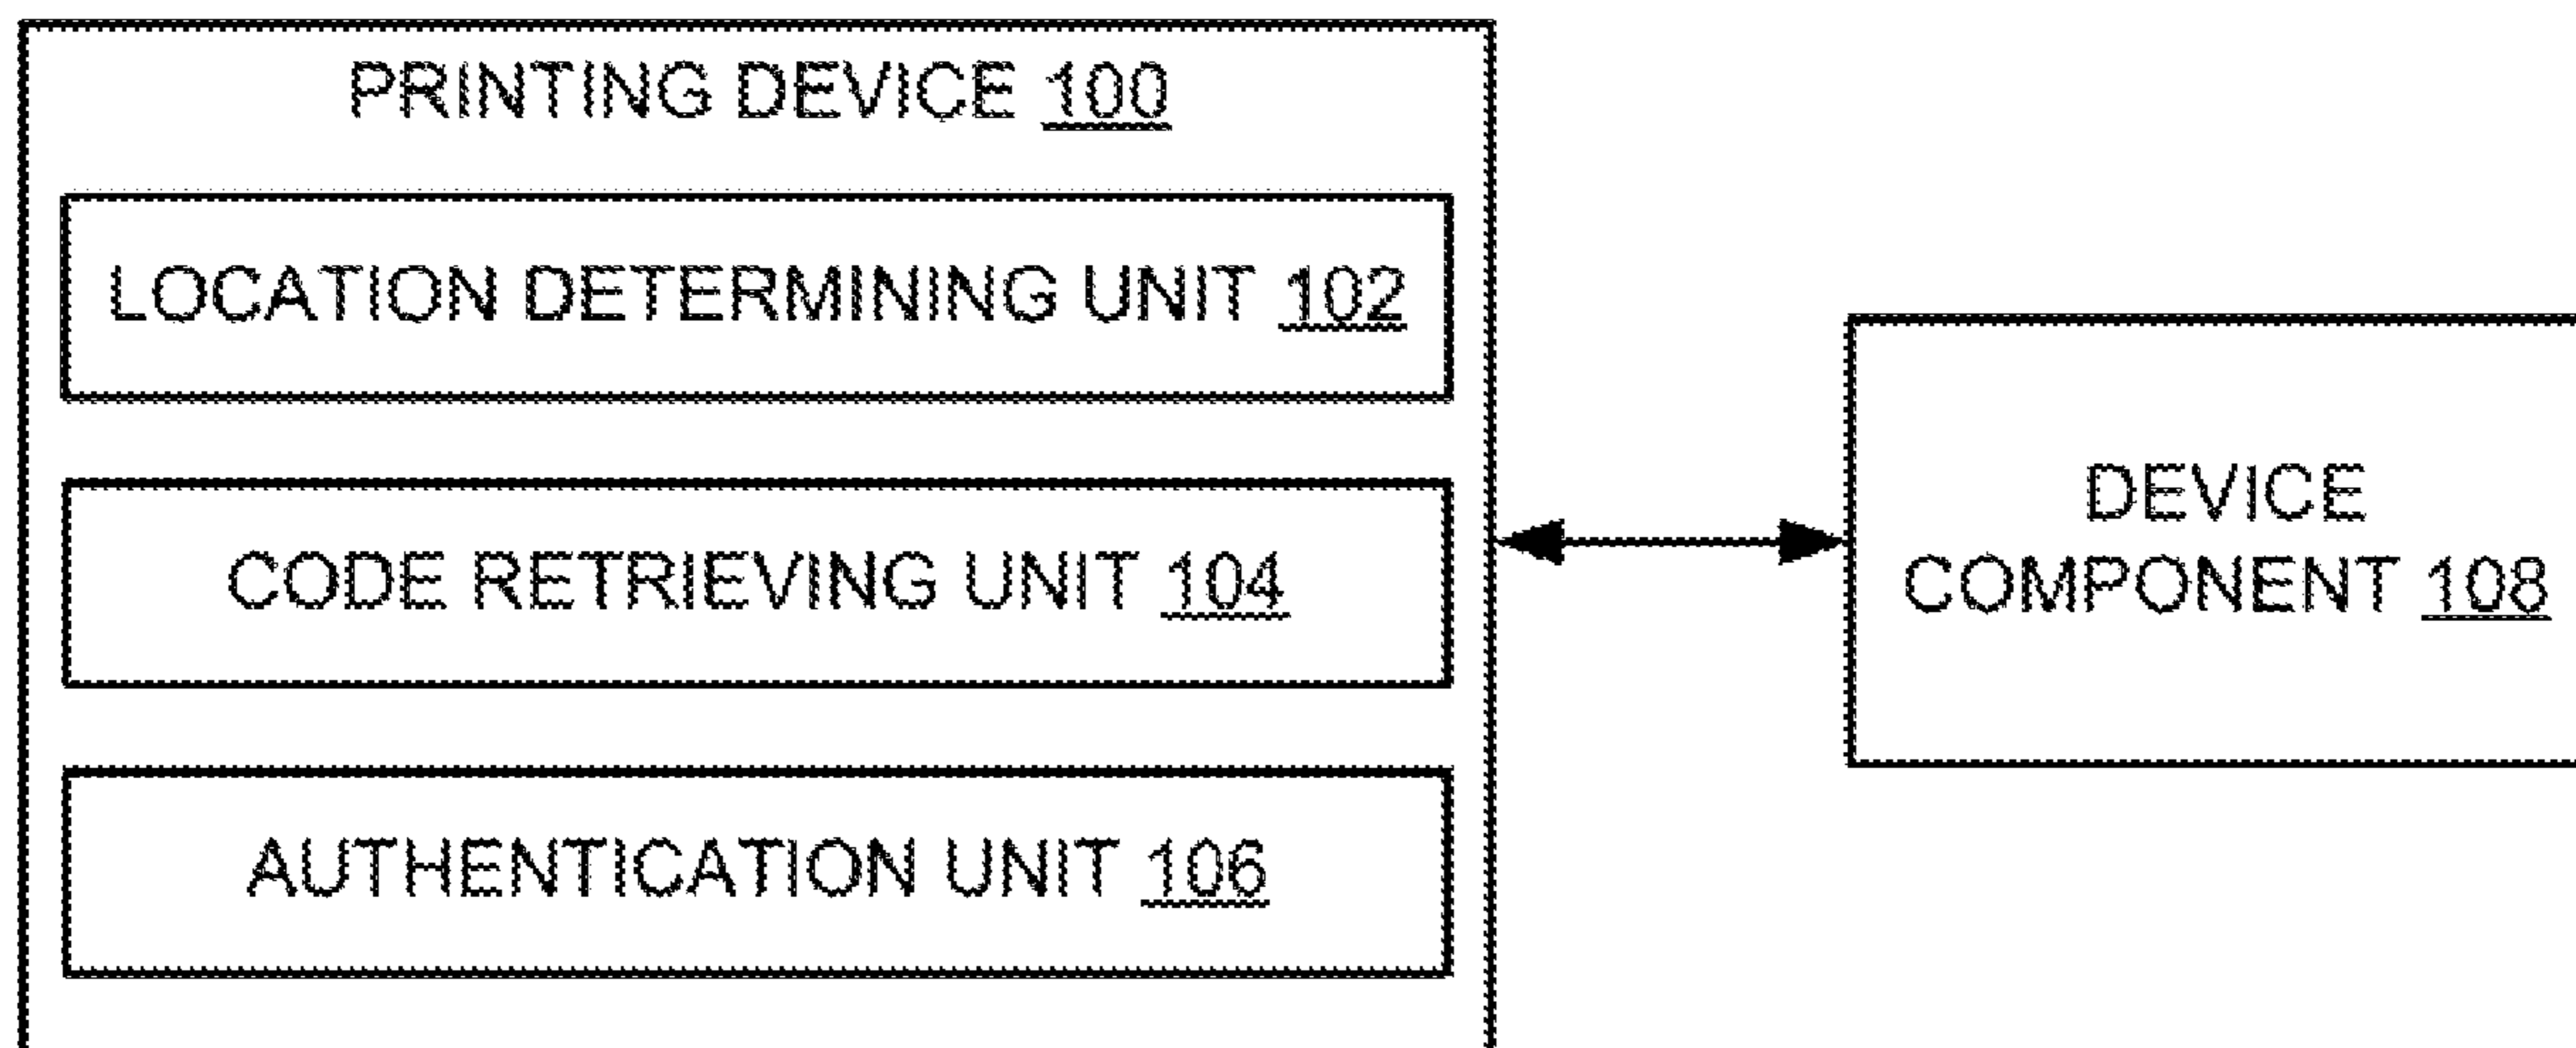 PRINTING DEVICE 100
LOCATION DETERMINING UNIT 102
CODE RETRIEVING UNIT 104
AUTHENTICATION UNIT 106
DEVICE
COMPONENT 108